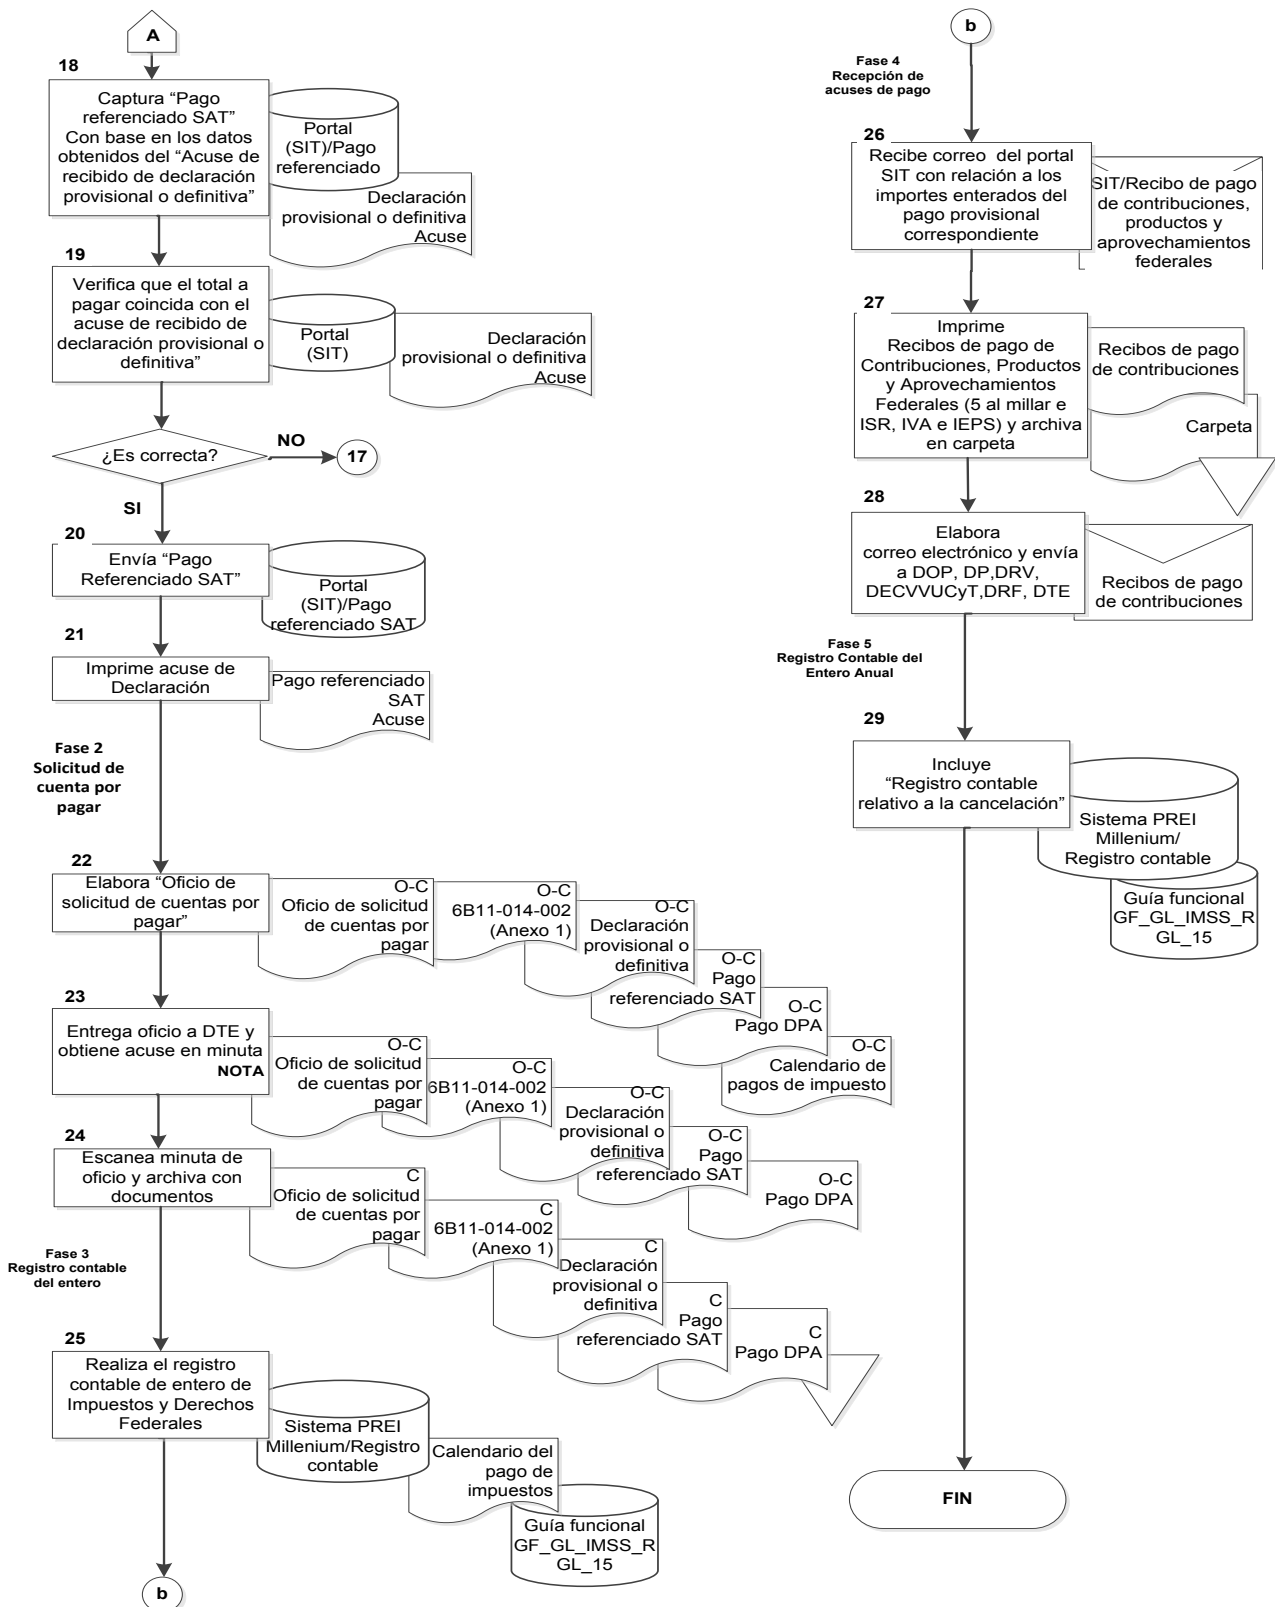 A
18
Captura “Pago
referenciado SAT”
Con base en los datos
obtenidos del “Acuse de
recibido de declaración
provisional o definitiva”
Portal
(SIT)/Pago
referenciado
Declaración
provisional o definitiva
Acuse
19
Verifica que el total a
pagar coincida con el
acuse de recibido de
declaración provisional o
definitiva”
Portal
(SIT)
Declaración
provisional o definitiva
Acuse
¿Es correcta?
NO
17
SI
20
Envía “Pago
Referenciado SAT”
Portal
(SIT)/Pago
referenciado SAT
21
Imprime acuse de
Declaración
Pago referenciado
SAT
Acuse
Fase 2
Solicitud de
cuenta por
pagar
22
Elabora “Oficio de
solicitud de cuentas por
pagar”
O-C
Oficio de solicitud
de cuentas por
pagar
O-C
6B11-014-002
(Anexo 1)
O-C
Declaración
provisional o
definitiva
O-C
Pago
referenciado SAT
O-C
Pago DPA
O-C
Calendario de
pagos de impuesto
23
Entrega oficio a DTE y
obtiene acuse en minuta
NOTA
O-C
Oficio de solicitud
de cuentas por
pagar
O-C
6B11-014-002
(Anexo 1)
O-C
Declaración
provisional o
definitiva
O-C
Pago
referenciado SAT
O-C
Pago DPA
24
Escanea minuta de
oficio y archiva con
documentos
C
Oficio de solicitud
de cuentas por
pagar
C
6B11-014-002
(Anexo 1)
C
Declaración
provisional o
definitiva
C
Pago
referenciado SAT
C
Pago DPA
Fase 3
Registro contable
del entero
25
Realiza el registro
contable de entero de
Impuestos y Derechos
Federales
Sistema PREI
Millenium/Registro
contable
Calendario del
pago de
impuestos
Guía funcional
GF_GL_IMSS_R
GL_15
b
b
Fase 4
Recepción de
acuses de pago
26
Recibe correo del portal
SIT con relación a los
importes enterados del
pago provisional
correspondiente
SIT/Recibo de pago
de contribuciones,
productos y
aprovechamientos
federales
27
Imprime
Recibos de pago de
Contribuciones, Productos
y Aprovechamientos
Federales (5 al millar e
ISR, IVA e IEPS) y archiva
en carpeta
Recibos de pago
de contribuciones
Carpeta
28
Elabora
correo electrónico y envía
a DOP, DP,DRV,
DECVVUCyT,DRF, DTE
Recibos de pago
de contribuciones
Fase 5
Registro Contable del
Entero Anual
29
Incluye
“Registro contable
relativo a la cancelación”
Sistema PREI
Millenium/
Registro contable
Guía funcional
GF_GL_IMSS_R
GL_15
FIN